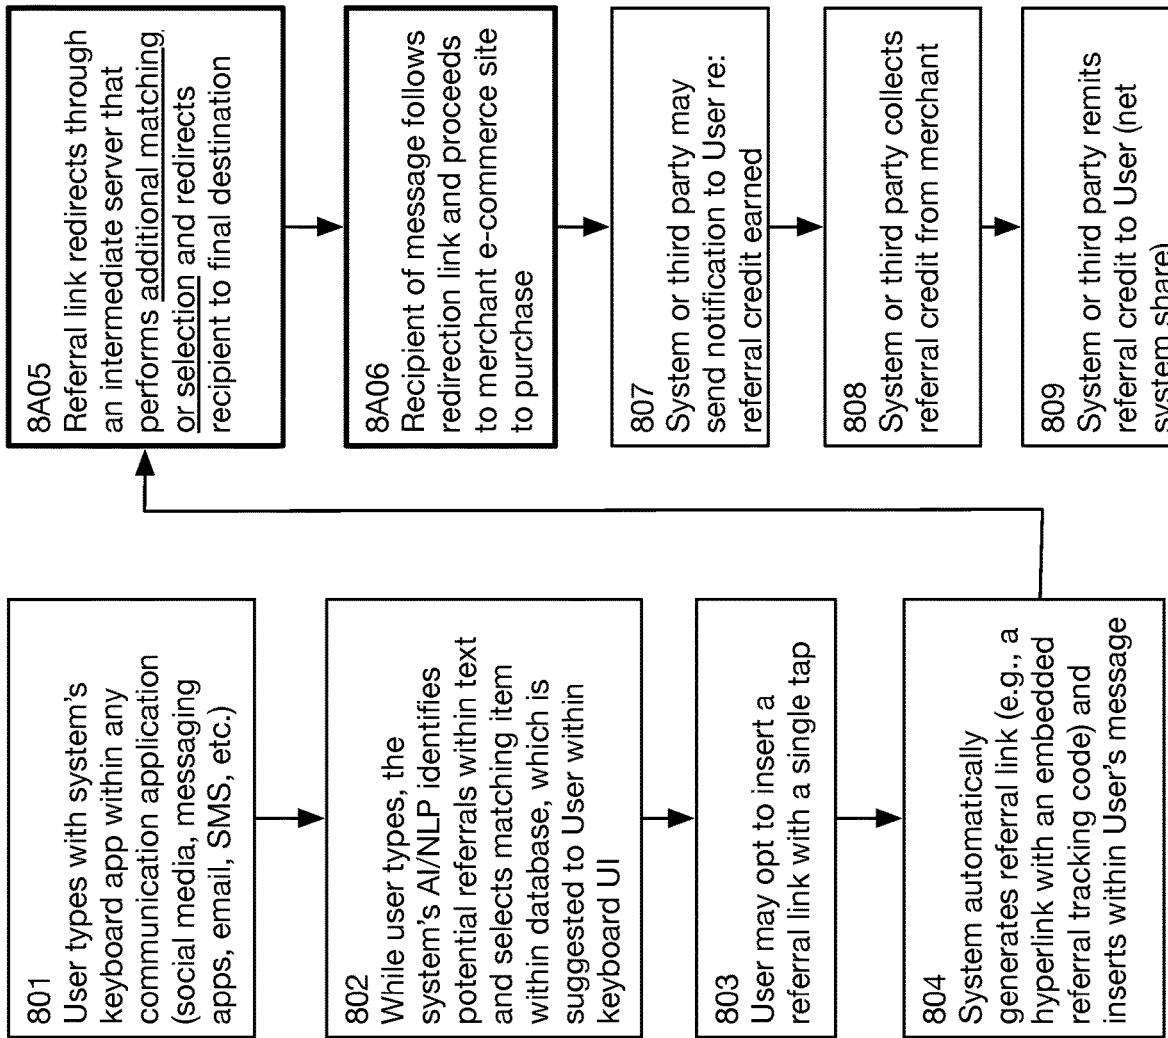 801
User types with system's
keyboard app within any
communication application
(social media, messaging
apps, email, SMS, etc.)
802
While user types, the
system's AI/NLP identifies
potential referrals within text
and selects matching item
within database, which is
suggested to User within
keyboard UI
803
User may opt to insert a
referral link with a single tap
804
System automatically
generates referral link (e.g., a
hyperlink with an embedded
referral tracking code) and
inserts within User's message
8A05
Referral link redirects through
an intermediate server that
performs additional matching
or selection and redirects
recipient to final destination
8A06
Recipient of message follows
redirection link and proceeds
to merchant e-commerce site
to purchase
807
System or third party may
send notification to User re:
referral credit earned
808
System or third party collects
referral credit from merchant
809
System or third party remits
referral credit to User (net
system share)